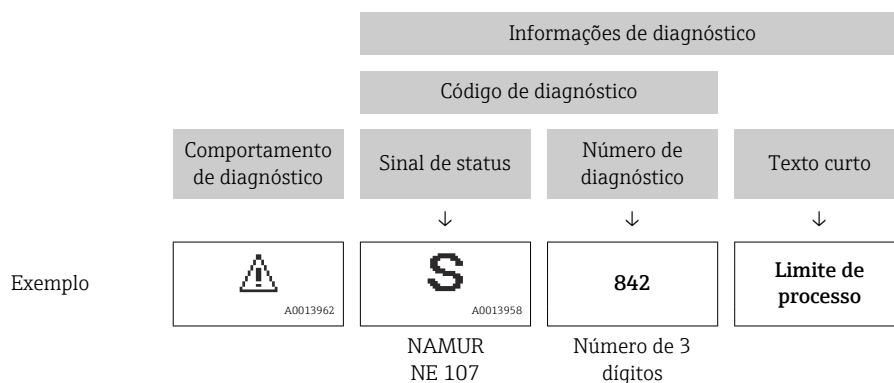 Informações de diagnóstico
Código de diagnóstico
Comportamento
de diagnóstico
Sinal de status
Número de
diagnóstico
Texto curto
↓
↓
↓
Exemplo
A0013962
S
A0013958
842
Limite de
processo
NAMUR
NE 107
Número de 3
dígitos